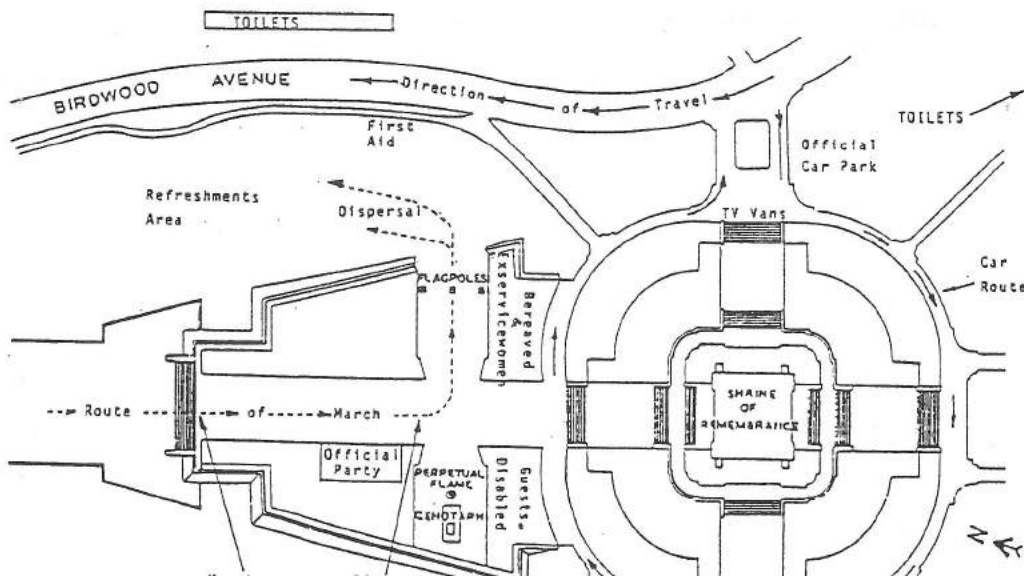 TOILETS
BIRDWOOD AVENUE
Direction of Travel
TOILETS
First
Aid
Official
Car Park
Refreshments
Area
Dispersal
TV Vans
Car
Route
FLAGPOLES
Exservicewomen
&
Bereaved
Route of March
SHRINE
OF
REMEMBRANCE
Official
Party
PERPETUAL
FLAME
CENOTAPH
Disabled
Guests
N